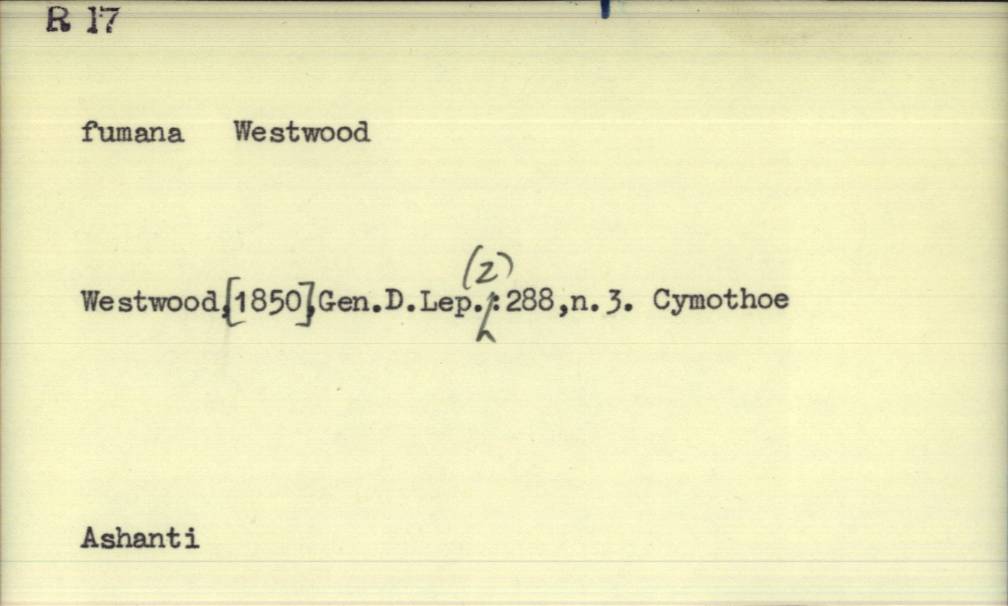 R 17
fumana Westwood
Westwood,[1850],Gen.D.Lep.(2):288,n.3. Cymothoe
Ashanti